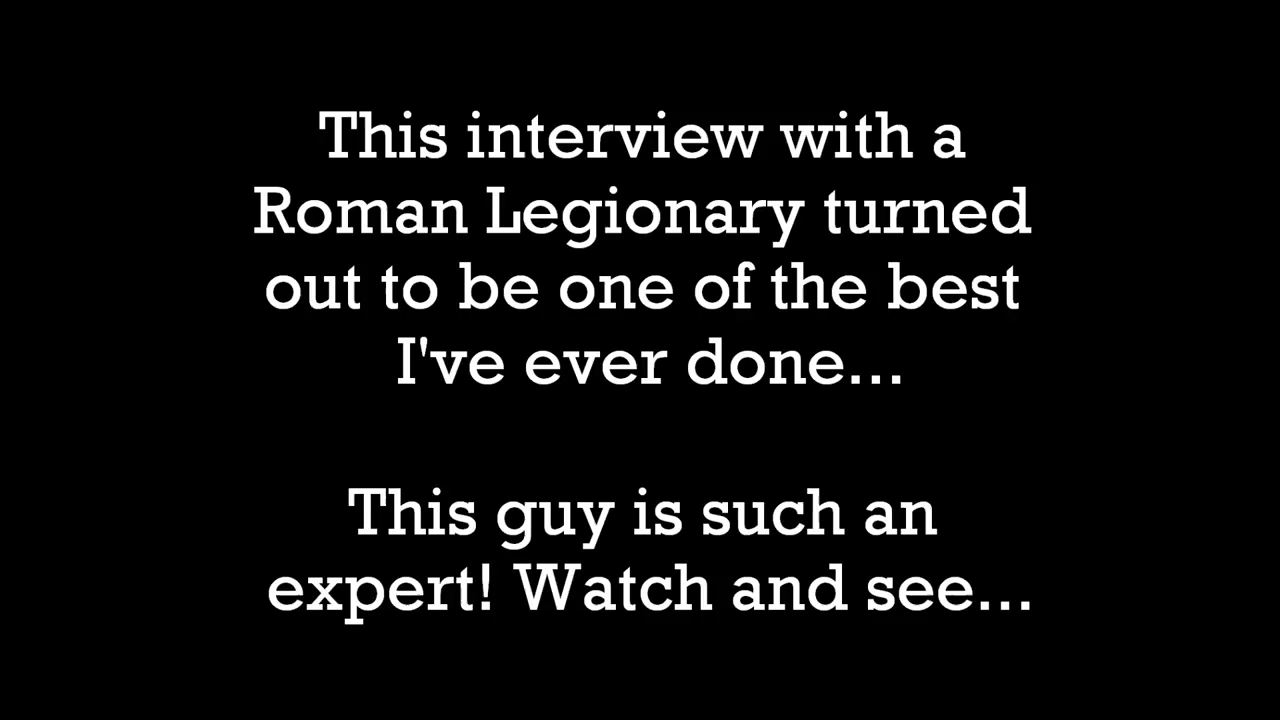 This interview with a
Roman Legionary turned
out to be one of the best
I've ever done...
This guy is such an
expert! Watch and see...